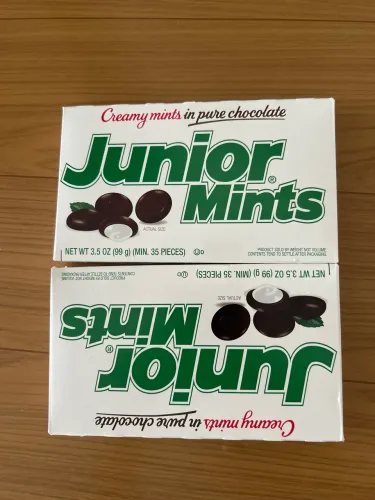 Creamy mints in pure chocolate
Junior®
Mints
ACTUAL SIZE
NET WT 3.5 OZ (99 g) (MIN. 35 PIECES) ⓊD
PRODUCT SOLD BY WEIGHT NOT VOLUME
CONTENTS TEND TO SETTLE AFTER PACKAGING
NET WT 3.5 OZ (99 g) (MIN. 35 PIECES) ⓊD
PRODUCT SOLD BY WEIGHT NOT VOLUME
CONTENTS TEND TO SETTLE AFTER PACKAGING
ACTUAL SIZE
Junior®
Mints
Creamy mints in pure chocolate